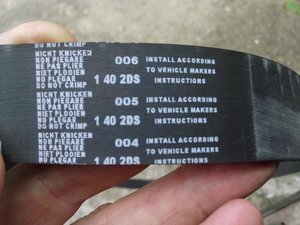 DO NOT CRIMP
NICHT KNICKEN
NON PIEGARE
NE PAS PLIER
NIET PLOOIEN
NO PLEGAR
DO NOT CRIMP
006
1 40 2DS
INSTALL ACCORDING
TO VEHICLE MAKERS
INSTRUCTIONS
NICHT KNICKEN
NON PIEGARE
NE PAS PLIER
NIET PLOOIEN
NO PLEGAR
DO NOT CRIMP
005
1 40 2DS
INSTALL ACCORDING
TO VEHICLE MAKERS
INSTRUCTIONS
NICHT KNICKEN
NON PIEGARE
NE PAS PLIER
NIET PLOOIEN
NO PLEGAR
004
1 40 2DS
INSTALL ACCORDING
TO VEHICLE MAKERS
INSTRUCTIONS